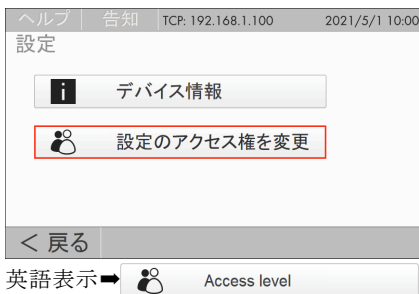 ヘルプ 告知 TCP: 192.168.1.100 2021/5/1 10:00
設定
i デバイス情報
設定のアクセス権を変更
< 戻る
英語表示➡ Access level